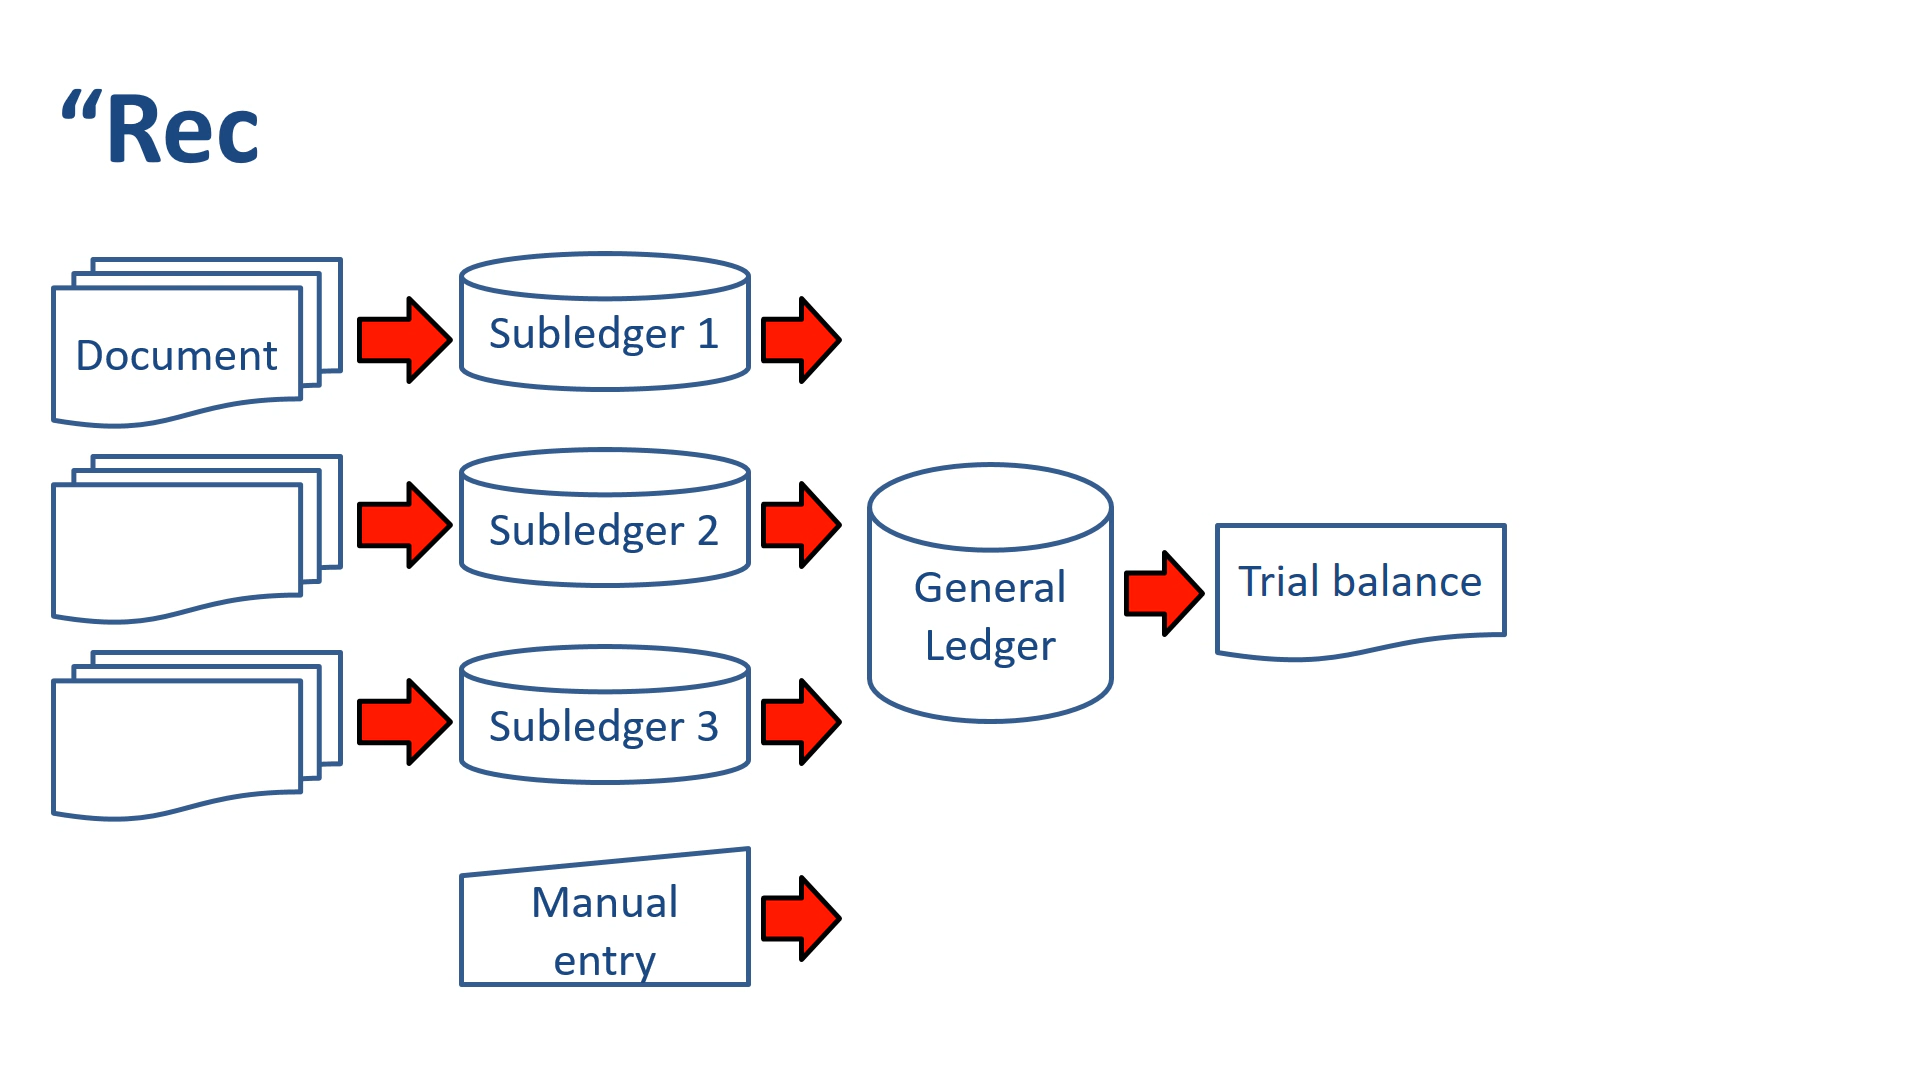 “Rec
Document
Subledger 1
Subledger 2
General
Ledger
Trial balance
Subledger 3
Manual
entry